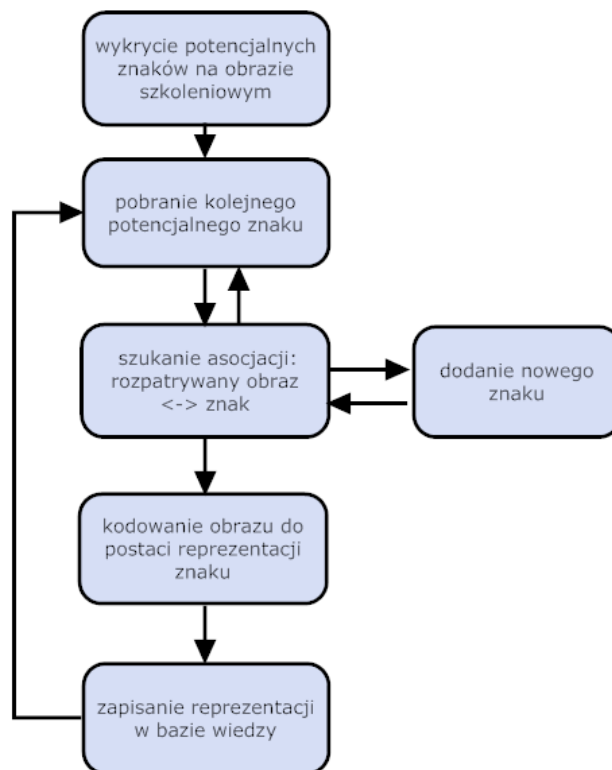 wykrycie potencjalnych
znaków na obrazie
szkoleniowym
pobranie kolejnego
potencjalnego znaku
szukanie asocjacji:
rozpatrywany obraz
<-> znak
dodanie nowego
znaku
kodowanie obrazu do
postaci reprezentacji
znaku
zapisanie reprezentacji
w bazie wiedzy